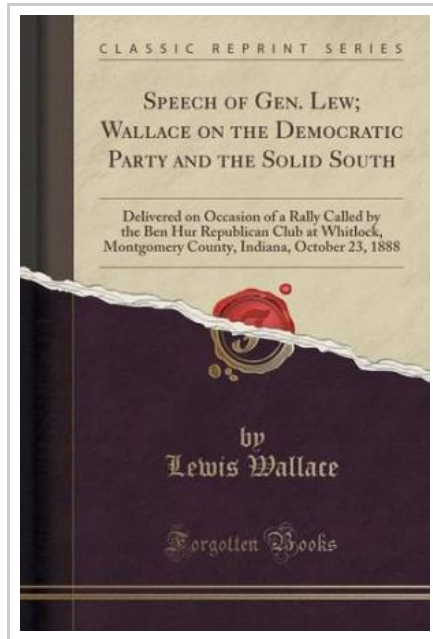 CLASSIC REPRINT SERIES
SPEECH OF GEN. LEW;
WALLACE ON THE DEMOCRATIC
PARTY AND THE SOLID SOUTH
Delivered on Occasion of a Rally Called by
the Ben Hur Republican Club at Whitlock,
Montgomery County, Indiana, October 23, 1888
by
Lewis Wallace
Forgotten Books